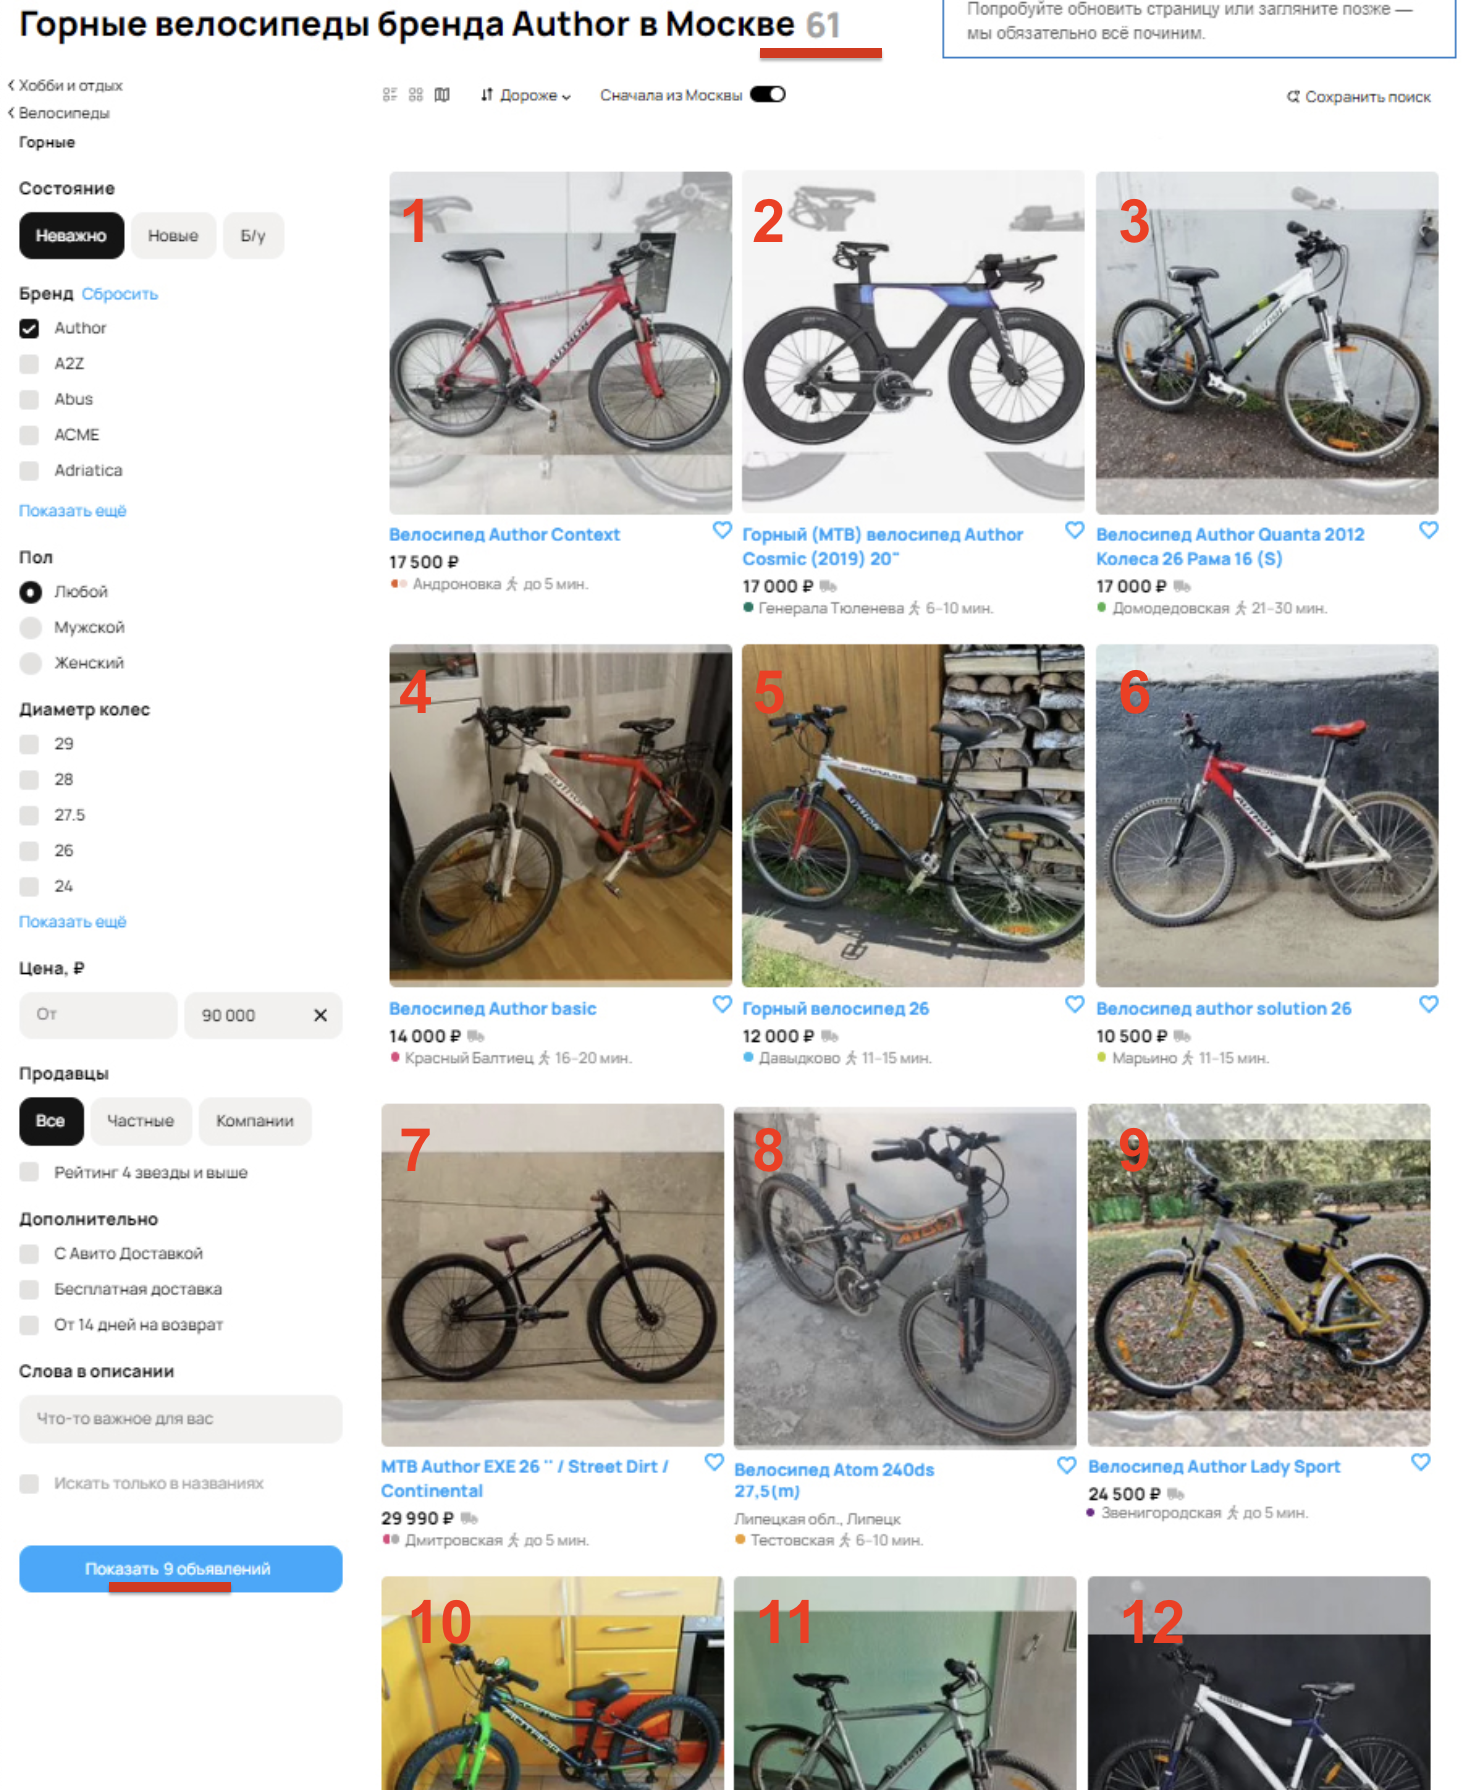 Горные велосипеды бренда Author в Москве 61
Попробуйте обновить страницу или загляните позже —
мы обязательно всё починим.
Хобби и отдых
Велосипеды
Горные
Дороже
Сначала из Москвы
Сохранить поиск
Состояние
Неважно
Новые
Б/у
Бренд Сбросить
Author
A2Z
Abus
ACME
Adriatica
Показать ещё
Пол
Любой
Мужской
Женский
Диаметр колес
29
28
27.5
26
24
Показать ещё
Цена, ₽
От
90 000
Продавцы
Все
Частные
Компании
Рейтинг 4 звезды и выше
Дополнительно
С Авито Доставкой
Бесплатная доставка
От 14 дней на возврат
Слова в описании
Что-то важное для вас
Искать только в названиях
Показать 9 объявлений
1
AUTHOR
Велосипед Author Context
17 500 ₽
Андроновка до 5 мин.
2
Горный (MTB) велосипед Author
Cosmic (2019) 20"
17 000 ₽
Генерала Тюленева 6–10 мин.
3
Велосипед Author Quanta 2012
Колеса 26 Рама 16 (S)
17 000 ₽
Домодедовская 21–30 мин.
4
AUTHOR
Велосипед Author basic
14 000 ₽
Красный Балтиец 16–20 мин.
5
IMPULSE
AUTHOR
Горный велосипед 26
12 000 ₽
Давыдково 11–15 мин.
6
AUTHOR
Велосипед author solution 26
10 500 ₽
Марьино 11–15 мин.
7
MTB Author EXE 26 '' / Street Dirt /
Continental
29 990 ₽
Дмитровская до 5 мин.
8
ATOM
Велосипед Atom 240ds
27,5(m)
Липецкая обл., Липецк
Тестовская 6–10 мин.
9
AUTHOR
Велосипед Author Lady Sport
24 500 ₽
Звенигородская до 5 мин.
10
AUTHOR
11
12